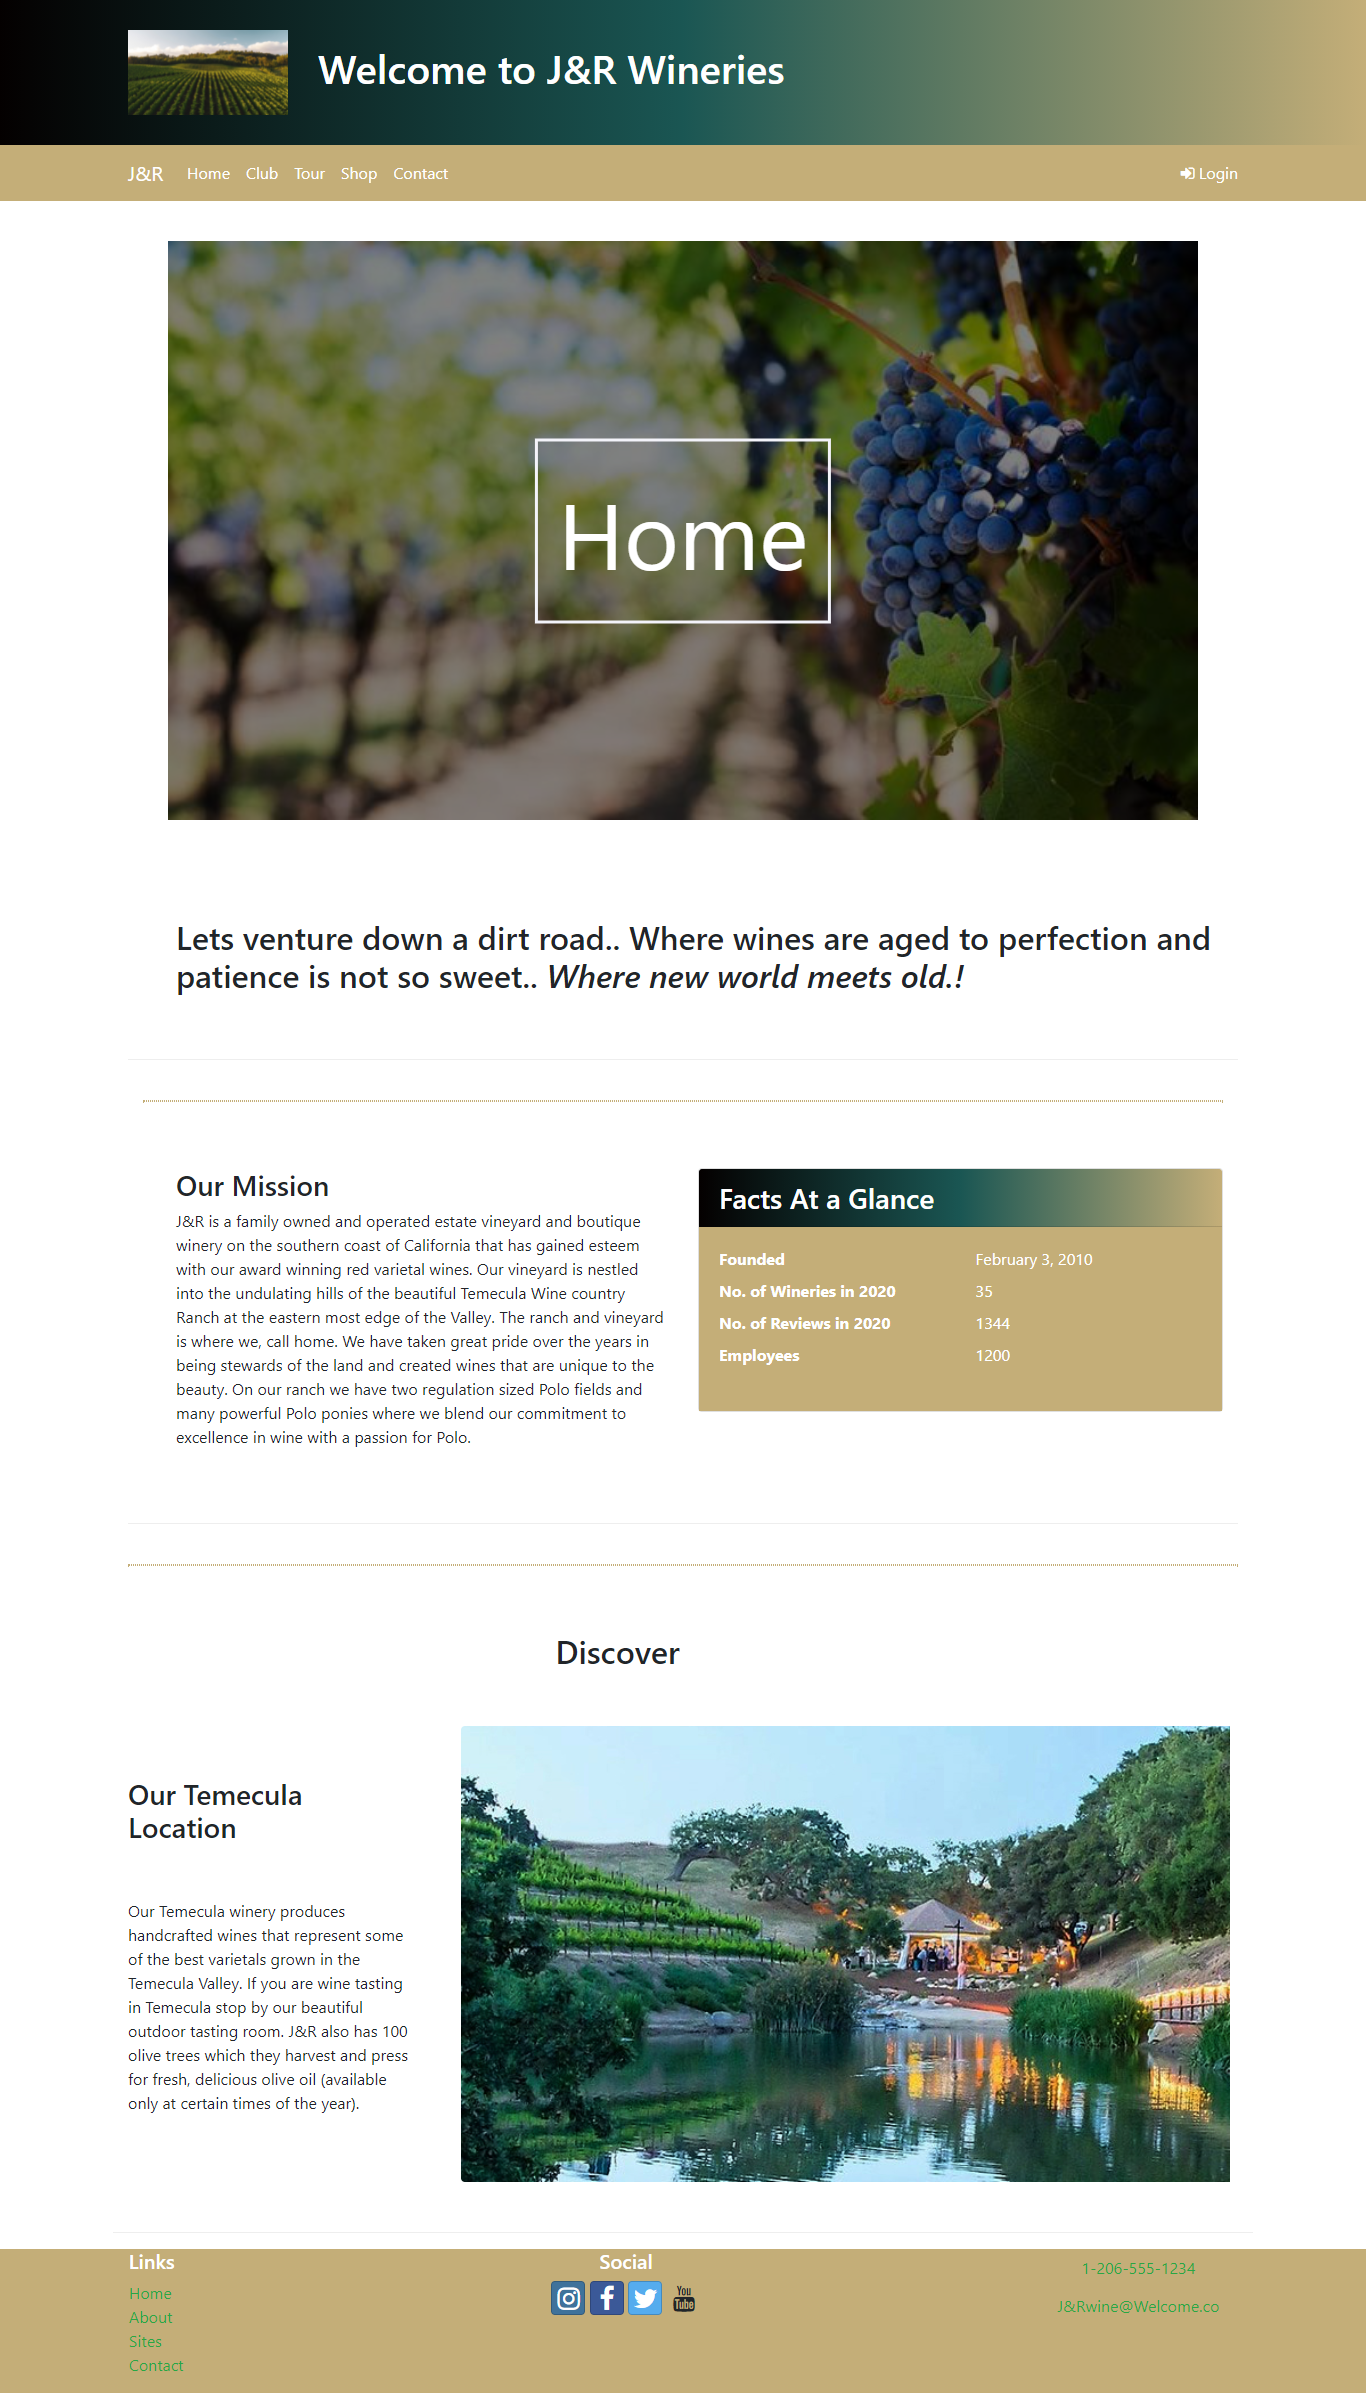 Welcome to J&R Wineries
J&R Home Club Tour Shop Contact Login
Home
Lets venture down a dirt road.. Where wines are aged to perfection and
patience is not so sweet.. Where new world meets old.!
Our Mission
J&R is a family owned and operated estate vineyard and boutique
winery on the southern coast of California that has gained esteem
with our award winning red varietal wines. Our vineyard is nestled
into the undulating hills of the beautiful Temecula Wine country
Ranch at the eastern most edge of the Valley. The ranch and vineyard
is where we, call home. We have taken great pride over the years in
being stewards of the land and created wines that are unique to the
beauty. On our ranch we have two regulation sized Polo fields and
many powerful Polo ponies where we blend our commitment to
excellence in wine with a passion for Polo.
Facts At a Glance
Founded February 3, 2010
No. of Wineries in 2020 35
No. of Reviews in 2020 1344
Employees 1200
Discover
Our Temecula
Location
Our Temecula winery produces
handcrafted wines that represent some
of the best varietals grown in the
Temecula Valley. If you are wine tasting
in Temecula stop by our beautiful
outdoor tasting room. J&R also has 100
olive trees which they harvest and press
for fresh, delicious olive oil (available
only at certain times of the year).
Links
Home
About
Sites
Contact
Social
You
Tube
1-206-555-1234
J&Rwine@Welcome.co